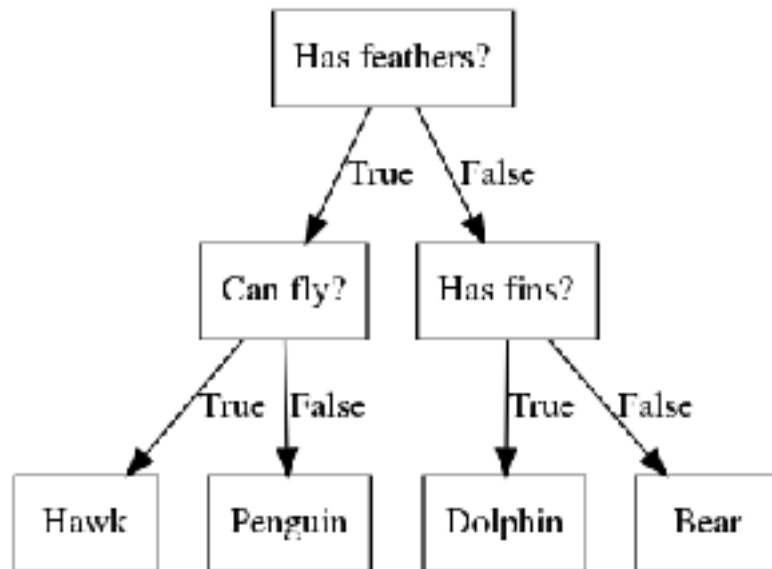 Has feathers?
True False
Can fly? Has fins?
True False True False
Hawk Penguin Dolphin Bear